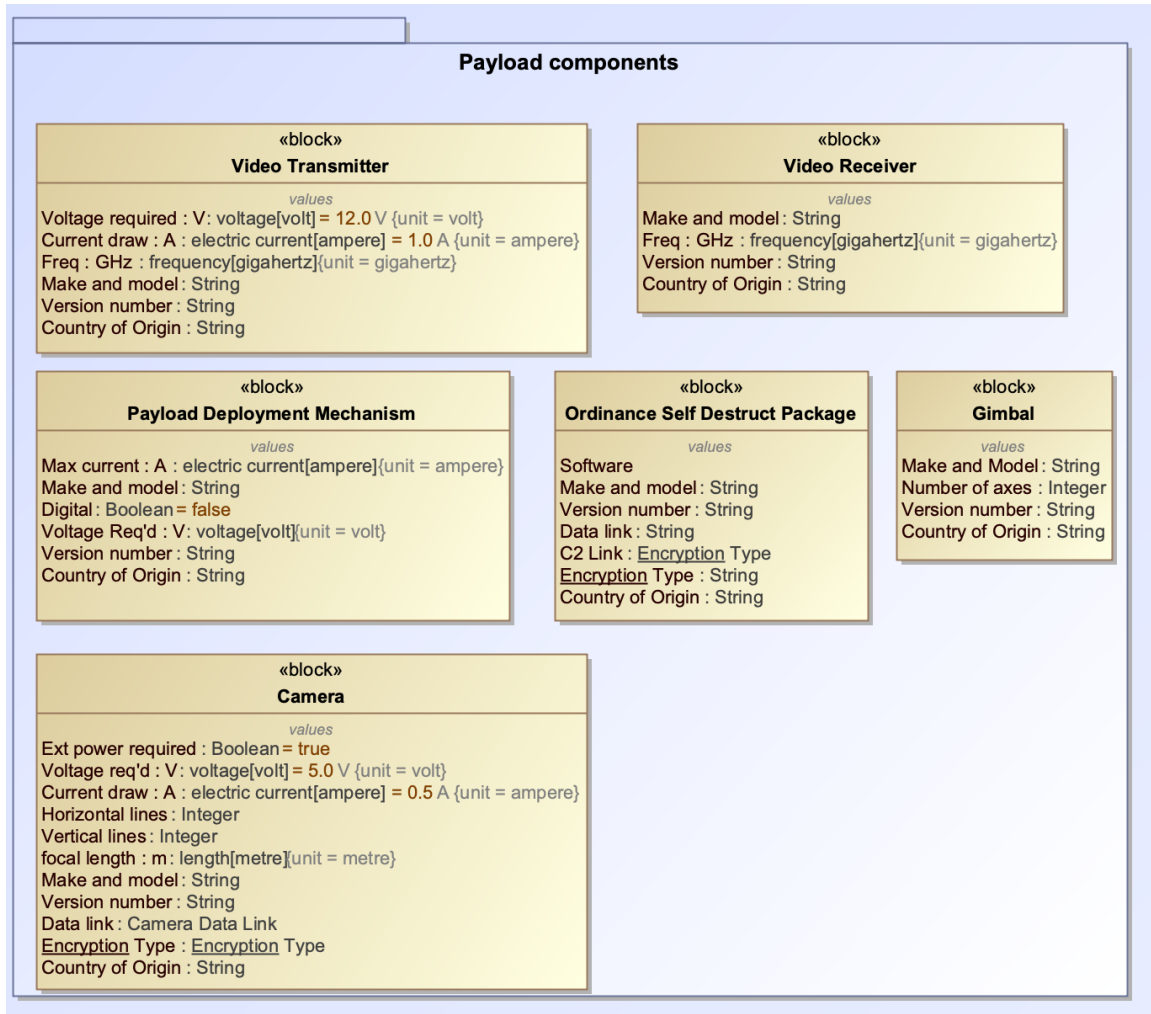 Payload components
«block»
Video Transmitter
values
Voltage required : V: voltage[volt] = 12.0 V {unit = volt}
Current draw : A : electric current[ampere] = 1.0 A {unit = ampere}
Freq : GHz : frequency[gigahertz]{unit = gigahertz}
Make and model : String
Version number : String
Country of Origin : String
«block»
Video Receiver
values
Make and model : String
Freq : GHz : frequency[gigahertz]{unit = gigahertz}
Version number : String
Country of Origin : String
«block»
Payload Deployment Mechanism
values
Max current : A : electric current[ampere]{unit = ampere}
Make and model : String
Digital : Boolean = false
Voltage Req'd : V: voltage[volt]{unit = volt}
Version number : String
Country of Origin : String
«block»
Ordinance Self Destruct Package
values
Software
Make and model : String
Version number : String
Data link : String
C2 Link : Encryption Type
Encryption Type : String
Country of Origin : String
«block»
Gimbal
values
Make and Model : String
Number of axes : Integer
Version number : String
Country of Origin : String
«block»
Camera
values
Ext power required : Boolean = true
Voltage req'd : V: voltage[volt] = 5.0 V {unit = volt}
Current draw : A : electric current[ampere] = 0.5 A {unit = ampere}
Horizontal lines : Integer
Vertical lines : Integer
focal length : m: length[metre]{unit = metre}
Make and model : String
Version number : String
Data link : Camera Data Link
Encryption Type : Encryption Type
Country of Origin : String